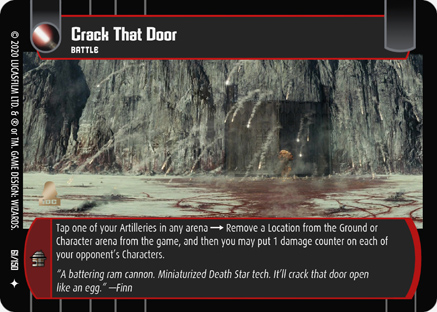 Crack That Door
BATTLE
Tap one of your Artilleries in any arena → Remove a Location from the Ground or
Character arena from the game, and then you may put 1 damage counter on each of
your opponent's Characters.
"A battering ram cannon. Miniaturized Death Star tech. It'll crack that door open
like an egg." —Finn
© 2020 LUCASFILM LTD. & ® or TM. GAME DESIGN: WIZARDS.